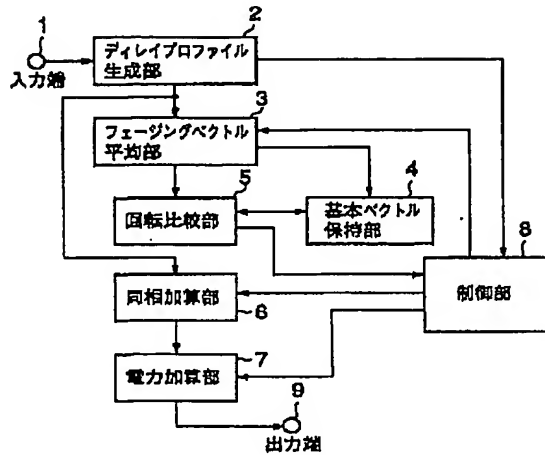 1
2
ディレイプロファイル
生成部
入力端
3
フェージングベクトル
平均部
5
4
回転比較部
基本ベクトル
保持部
8
制御部
同相加算部
6
7
電力加算部
9
出力端